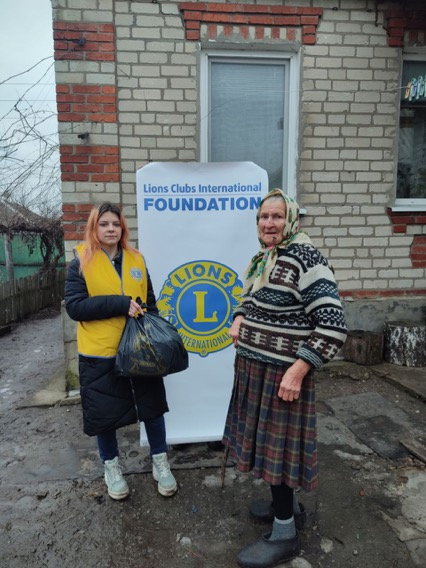 Lions Clubs International
FOUNDATION
LIONS
L
INTERNATIONAL